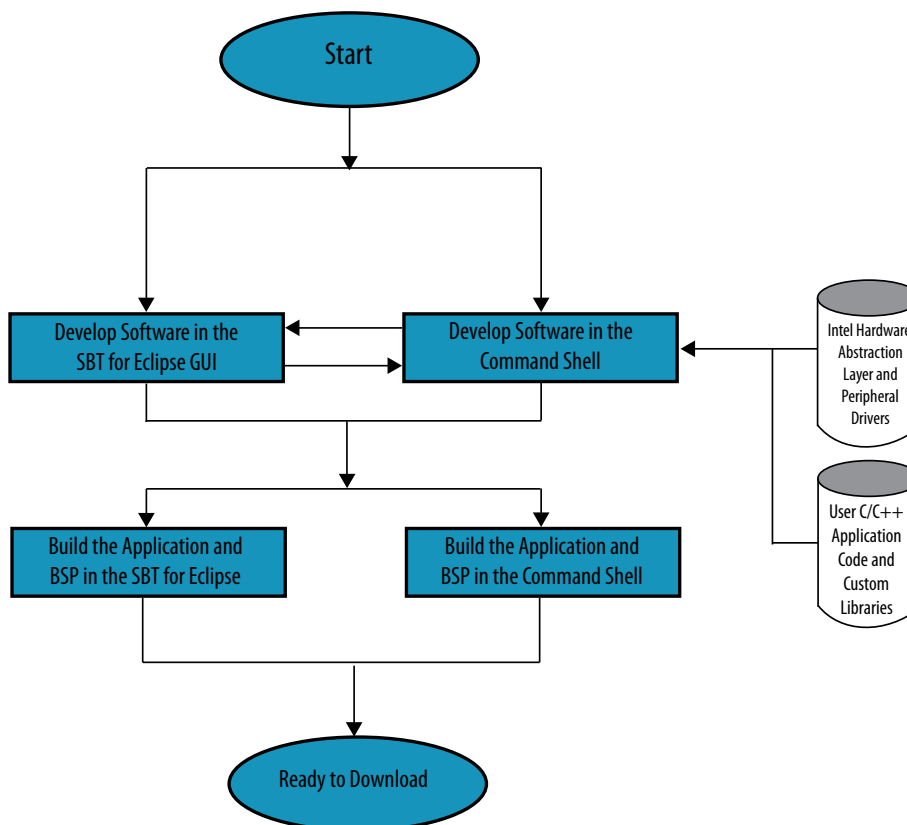 Start
Develop Software in the
SBT for Eclipse GUI
Develop Software in the
Command Shell
Intel Hardware
Abstraction
Layer and
Peripheral
Drivers
Build the Application and
BSP in the SBT for Eclipse
Build the Application and
BSP in the Command Shell
User C/C++
Application
Code and
Custom
Libraries
Ready to Download